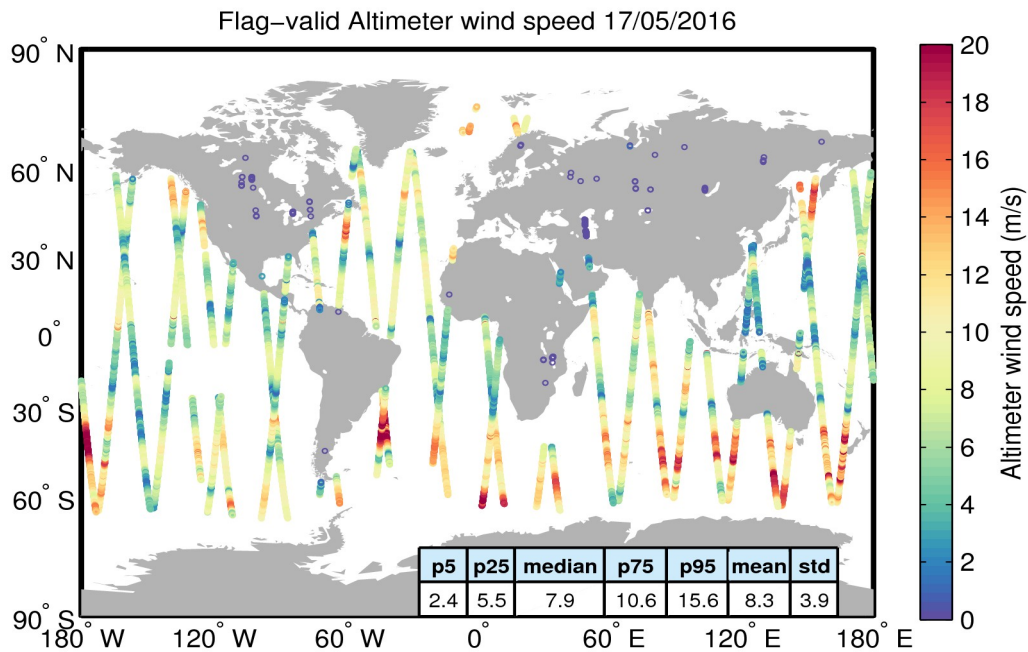 Flag−valid Altimeter wind speed 17/05/2016
90° N
60° N
30° N
0°
30° S
60° S
90° S
180° W
120° W
60° W
0°
60° E
120° E
180° E
p5 p25 median p75 p95 mean std
2.4 5.5 7.9 10.6 15.6 8.3 3.9
20
18
16
14
12
10
8
6
4
2
0
Altimeter wind speed (m/s)